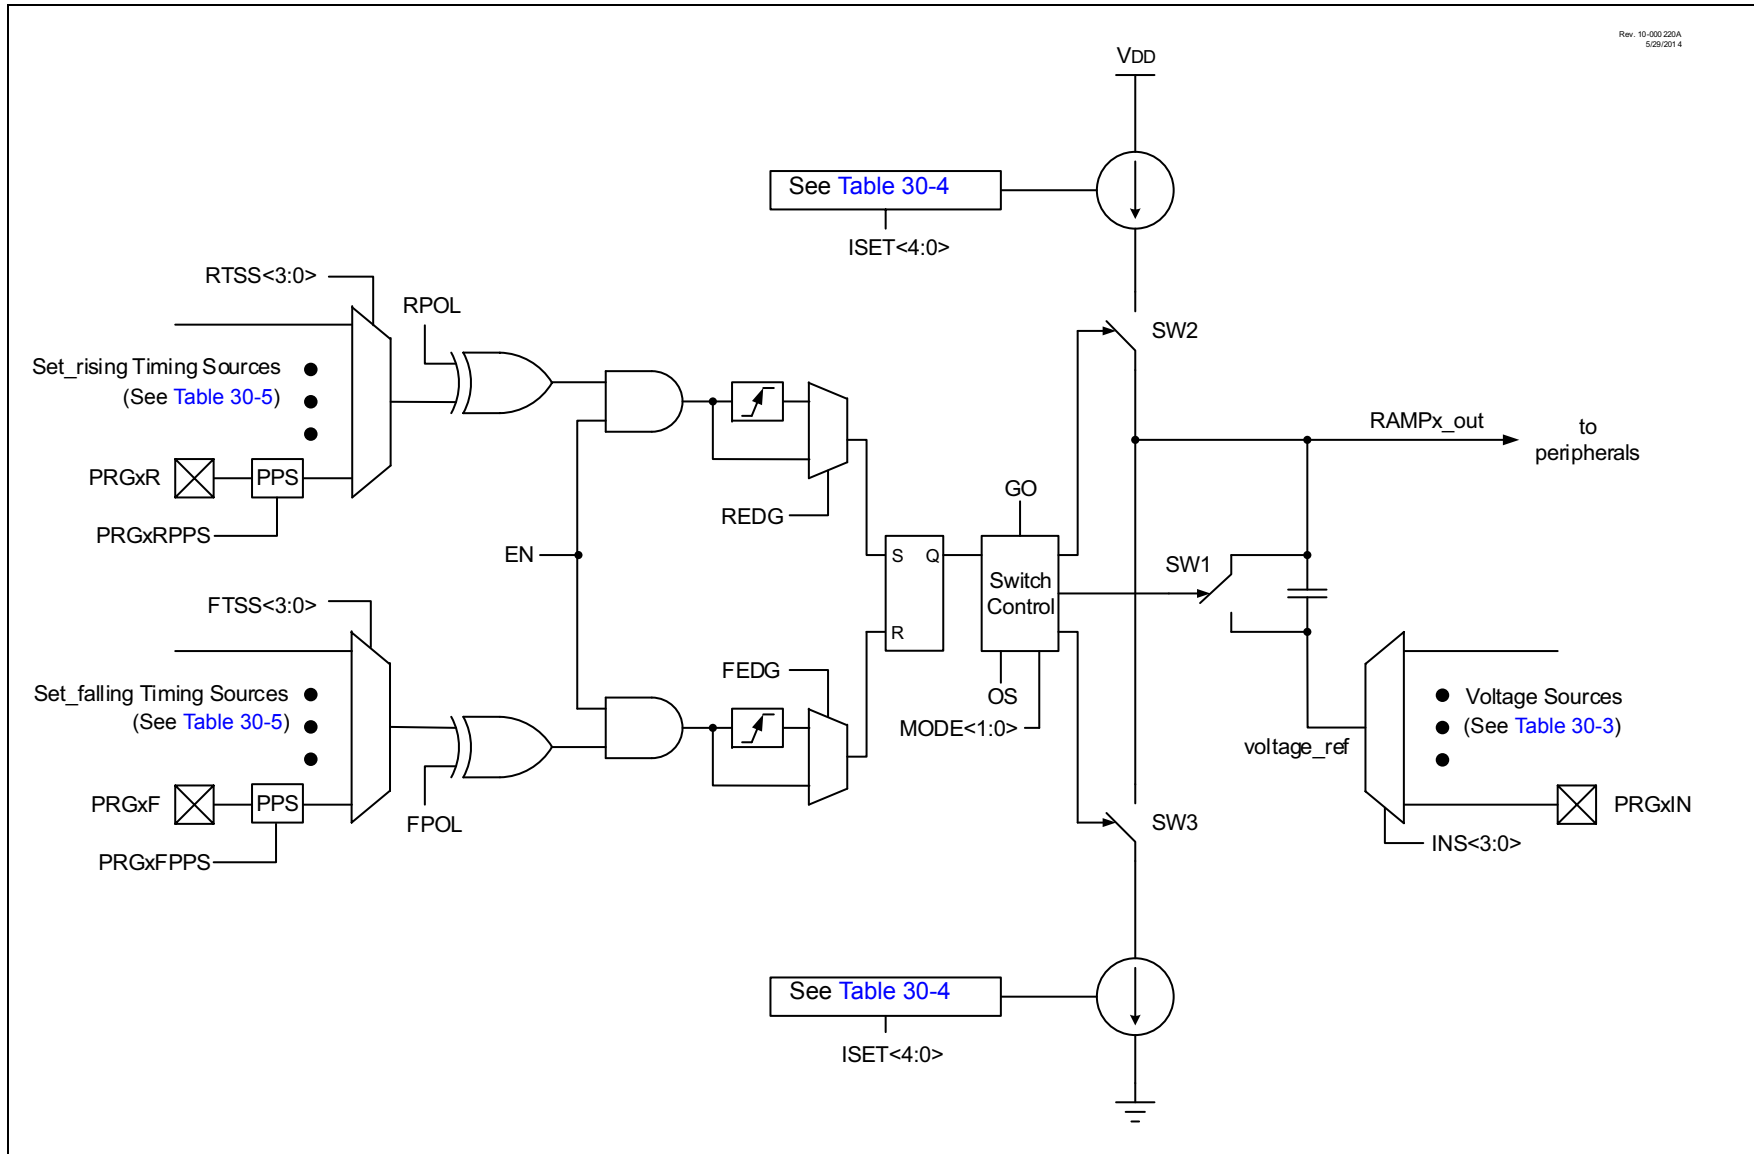 Rev. 10-000 220A
5/29/2014
VDD
See Table 30-4
ISET<4:0>
RTSS<3:0>
RPOL
SW2
Set_rising Timing Sources
(See Table 30-5)
RAMPx_out
to
peripherals
PRGxR
PPS
PRGxRPPS
REDG
GO
EN
S
Q
R
Switch
Control
SW1
FTSS<3:0>
FEDG
OS
MODE<1:0>
Set_falling Timing Sources
(See Table 30-5)
voltage_ref
Voltage Sources
(See Table 30-3)
PRGxF
PPS
PRGxFPPS
FPOL
SW3
PRGxIN
INS<3:0>
See Table 30-4
ISET<4:0>